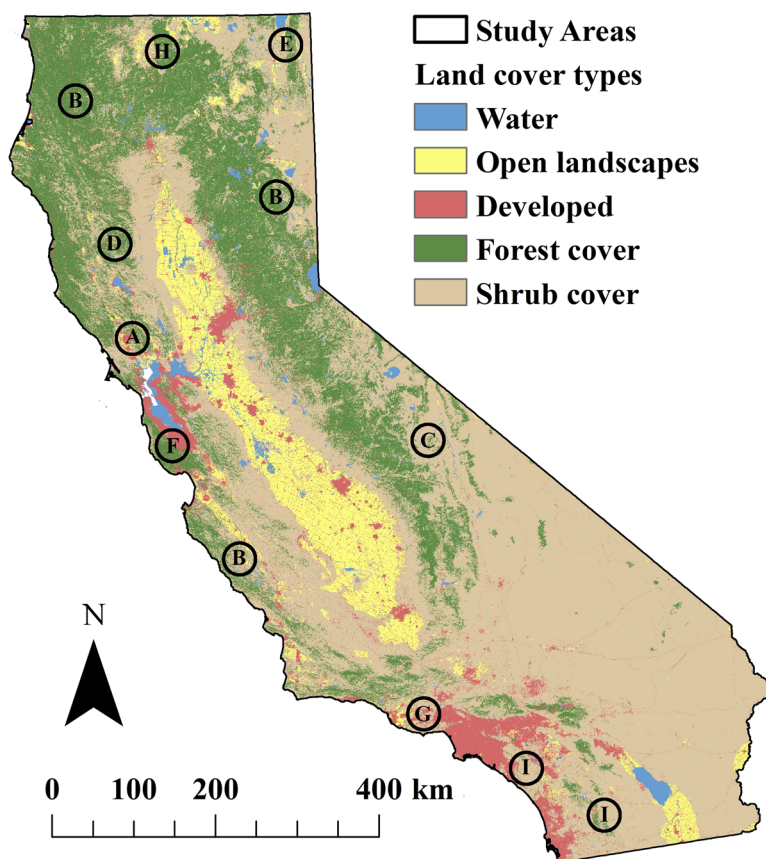 Study Areas
Land cover types
Water
Open landscapes
Developed
Forest cover
Shrub cover
H
E
B
B
D
A
C
F
B
G
I
I
N
0 100 200 400 km